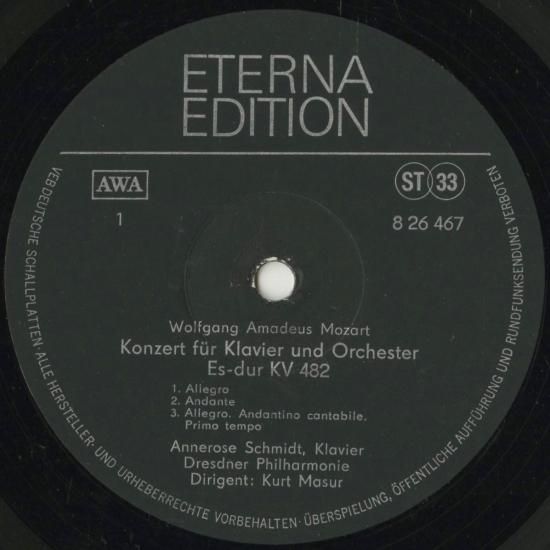 ETERNA
EDITION
AWA
ST 33
1
8 26 467
Wolfgang Amadeus Mozart
Konzert für Klavier und Orchester
Es-dur KV 482
1. Allegro
2. Andante
3. Allegro. Andantino cantabile.
Primo tempo
Annerose Schmidt, Klavier
Dresdner Philharmonie
Dirigent: Kurt Masur
VEB DEUTSCHE SCHALLPLATTEN · ALLE HERSTELLER- UND URHEBERRECHTE VORBEHALTEN · ÜBERSPIELUNG, ÖFFENTLICHE AUFFÜHRUNG UND RUNDFUNKSENDUNG VERBOTEN